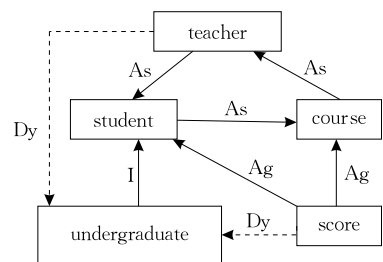 teacher
As
As
Dy
student
As
course
I
Ag
Ag
Dy
undergraduate
score